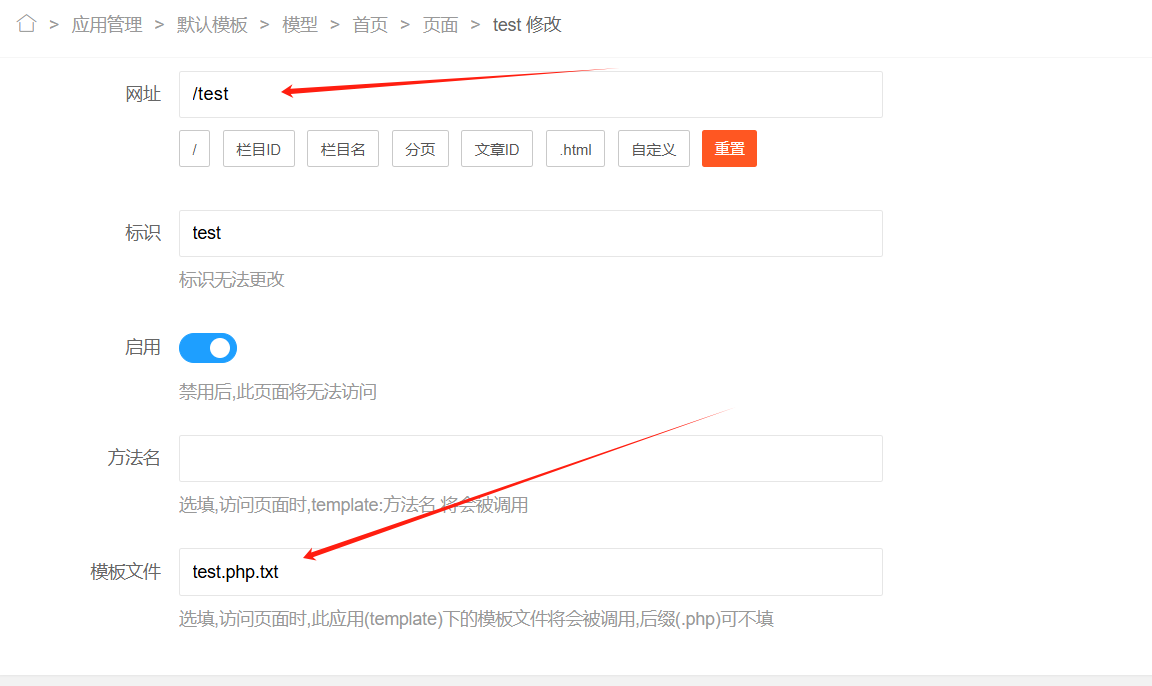 > 应用管理 > 默认模板 > 模型 > 首页 > 页面 > test 修改
网址 /test
/ 栏目ID 栏目名 分页 文章ID .html 自定义 重置
标识 test
标识无法更改
启用
禁用后,此页面将无法访问
方法名
选填,访问页面时,template:方法名 将会被调用
模板文件 test.php.txt
选填,访问页面时,此应用(template)下的模板文件将会被调用,后缀(.php)可不填